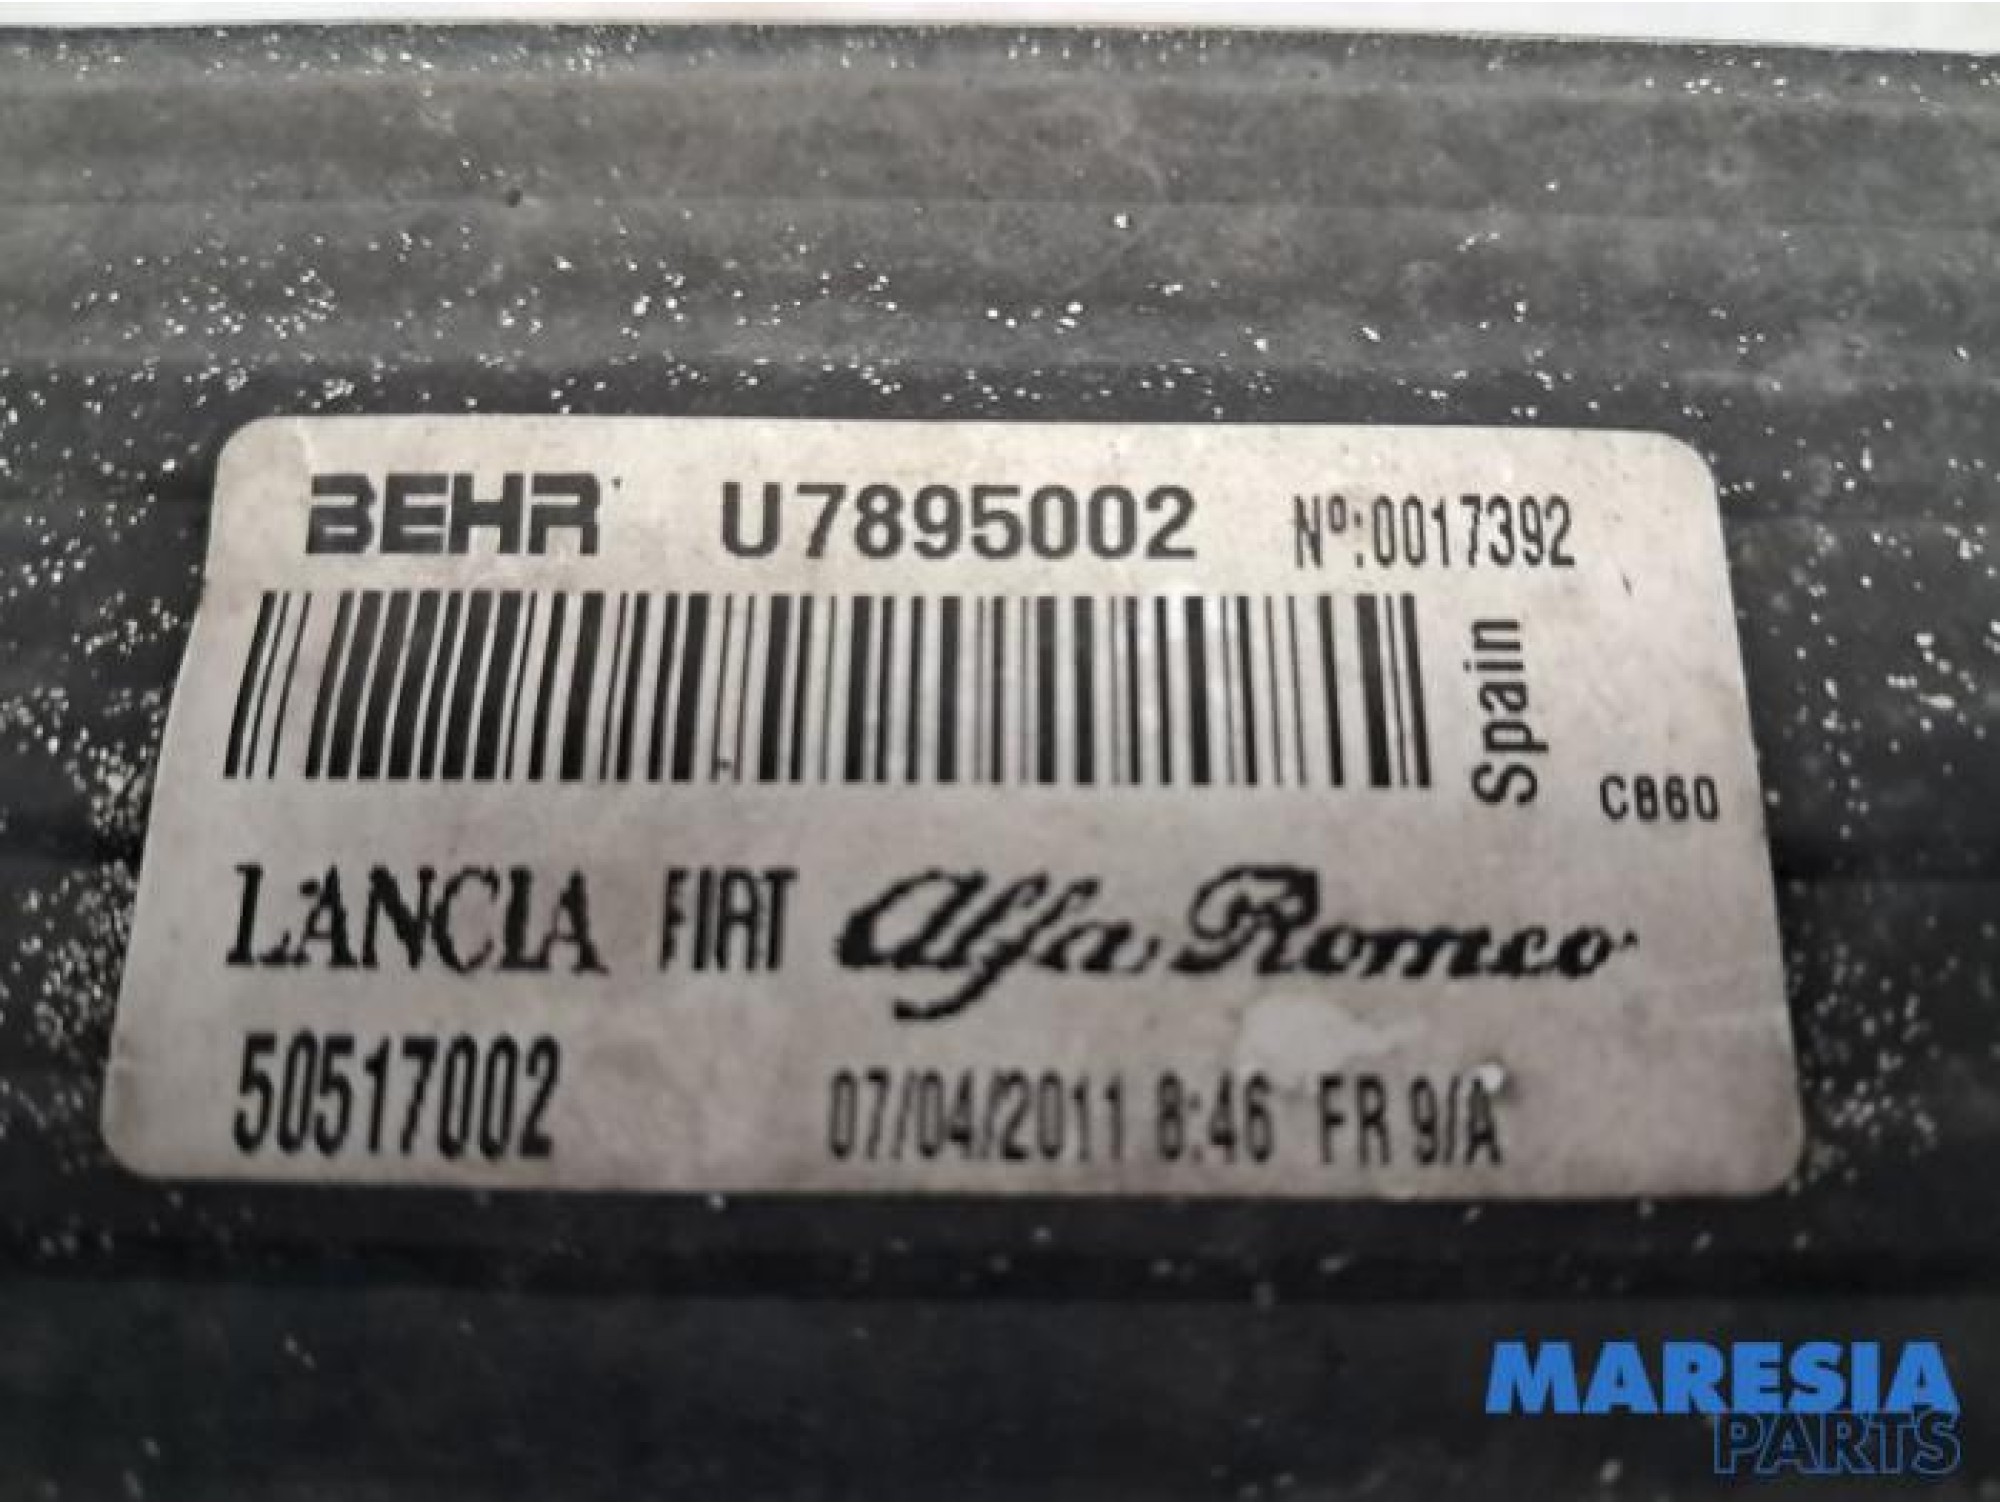 BEHR U7895002 Nº:0017392
Spain
C860
LANCIA FIAT Alfa Romeo
50517002 07/04/2011 8:46 FR 9/A
MARESIA
PARTS